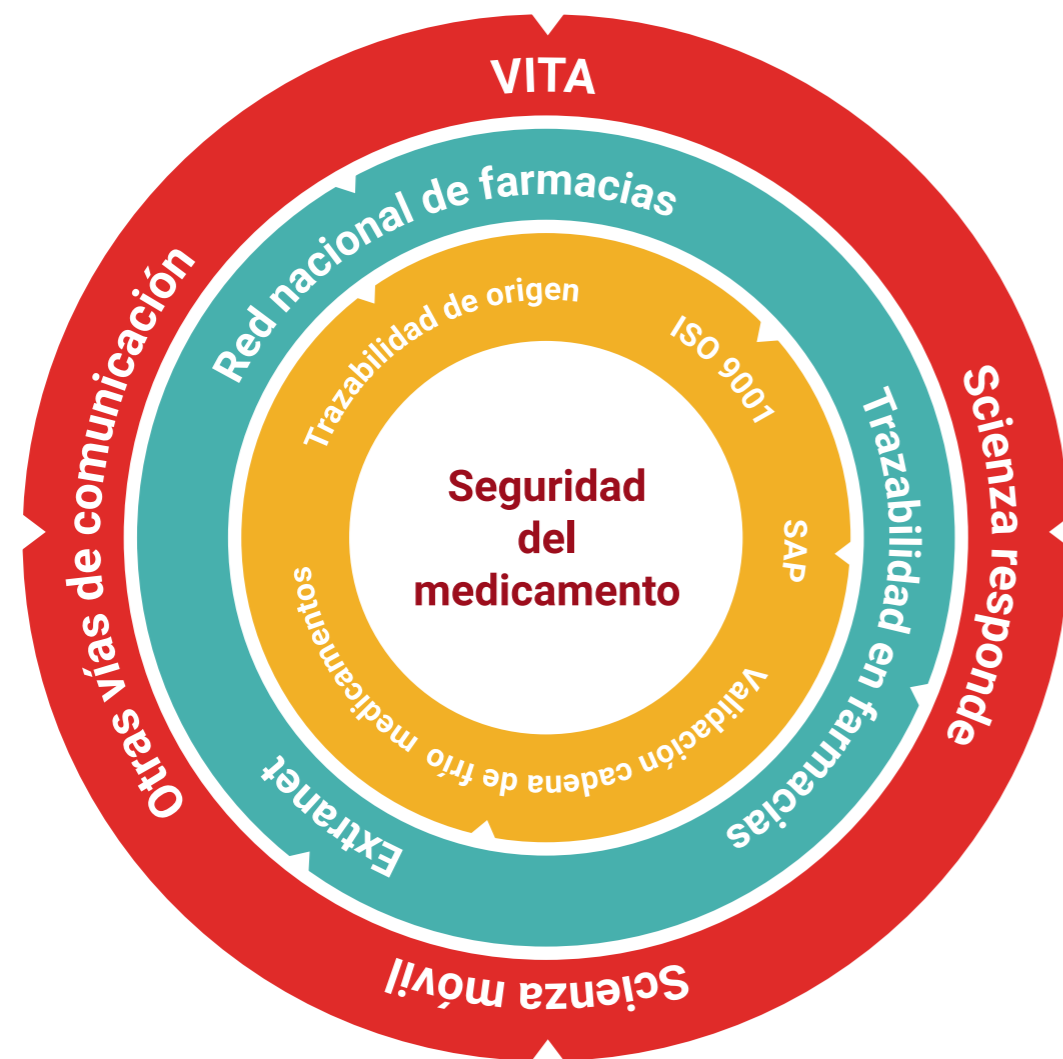 VITA
Scienza responde
Scienza móvil
Otras vías de comunicación
Red nacional de farmacias
Trazabilidad en farmacias
Extranet
Trazabilidad de origen
ISO 9001
SAP
Validación cadena de frío medicamentos
Seguridad
del
medicamento